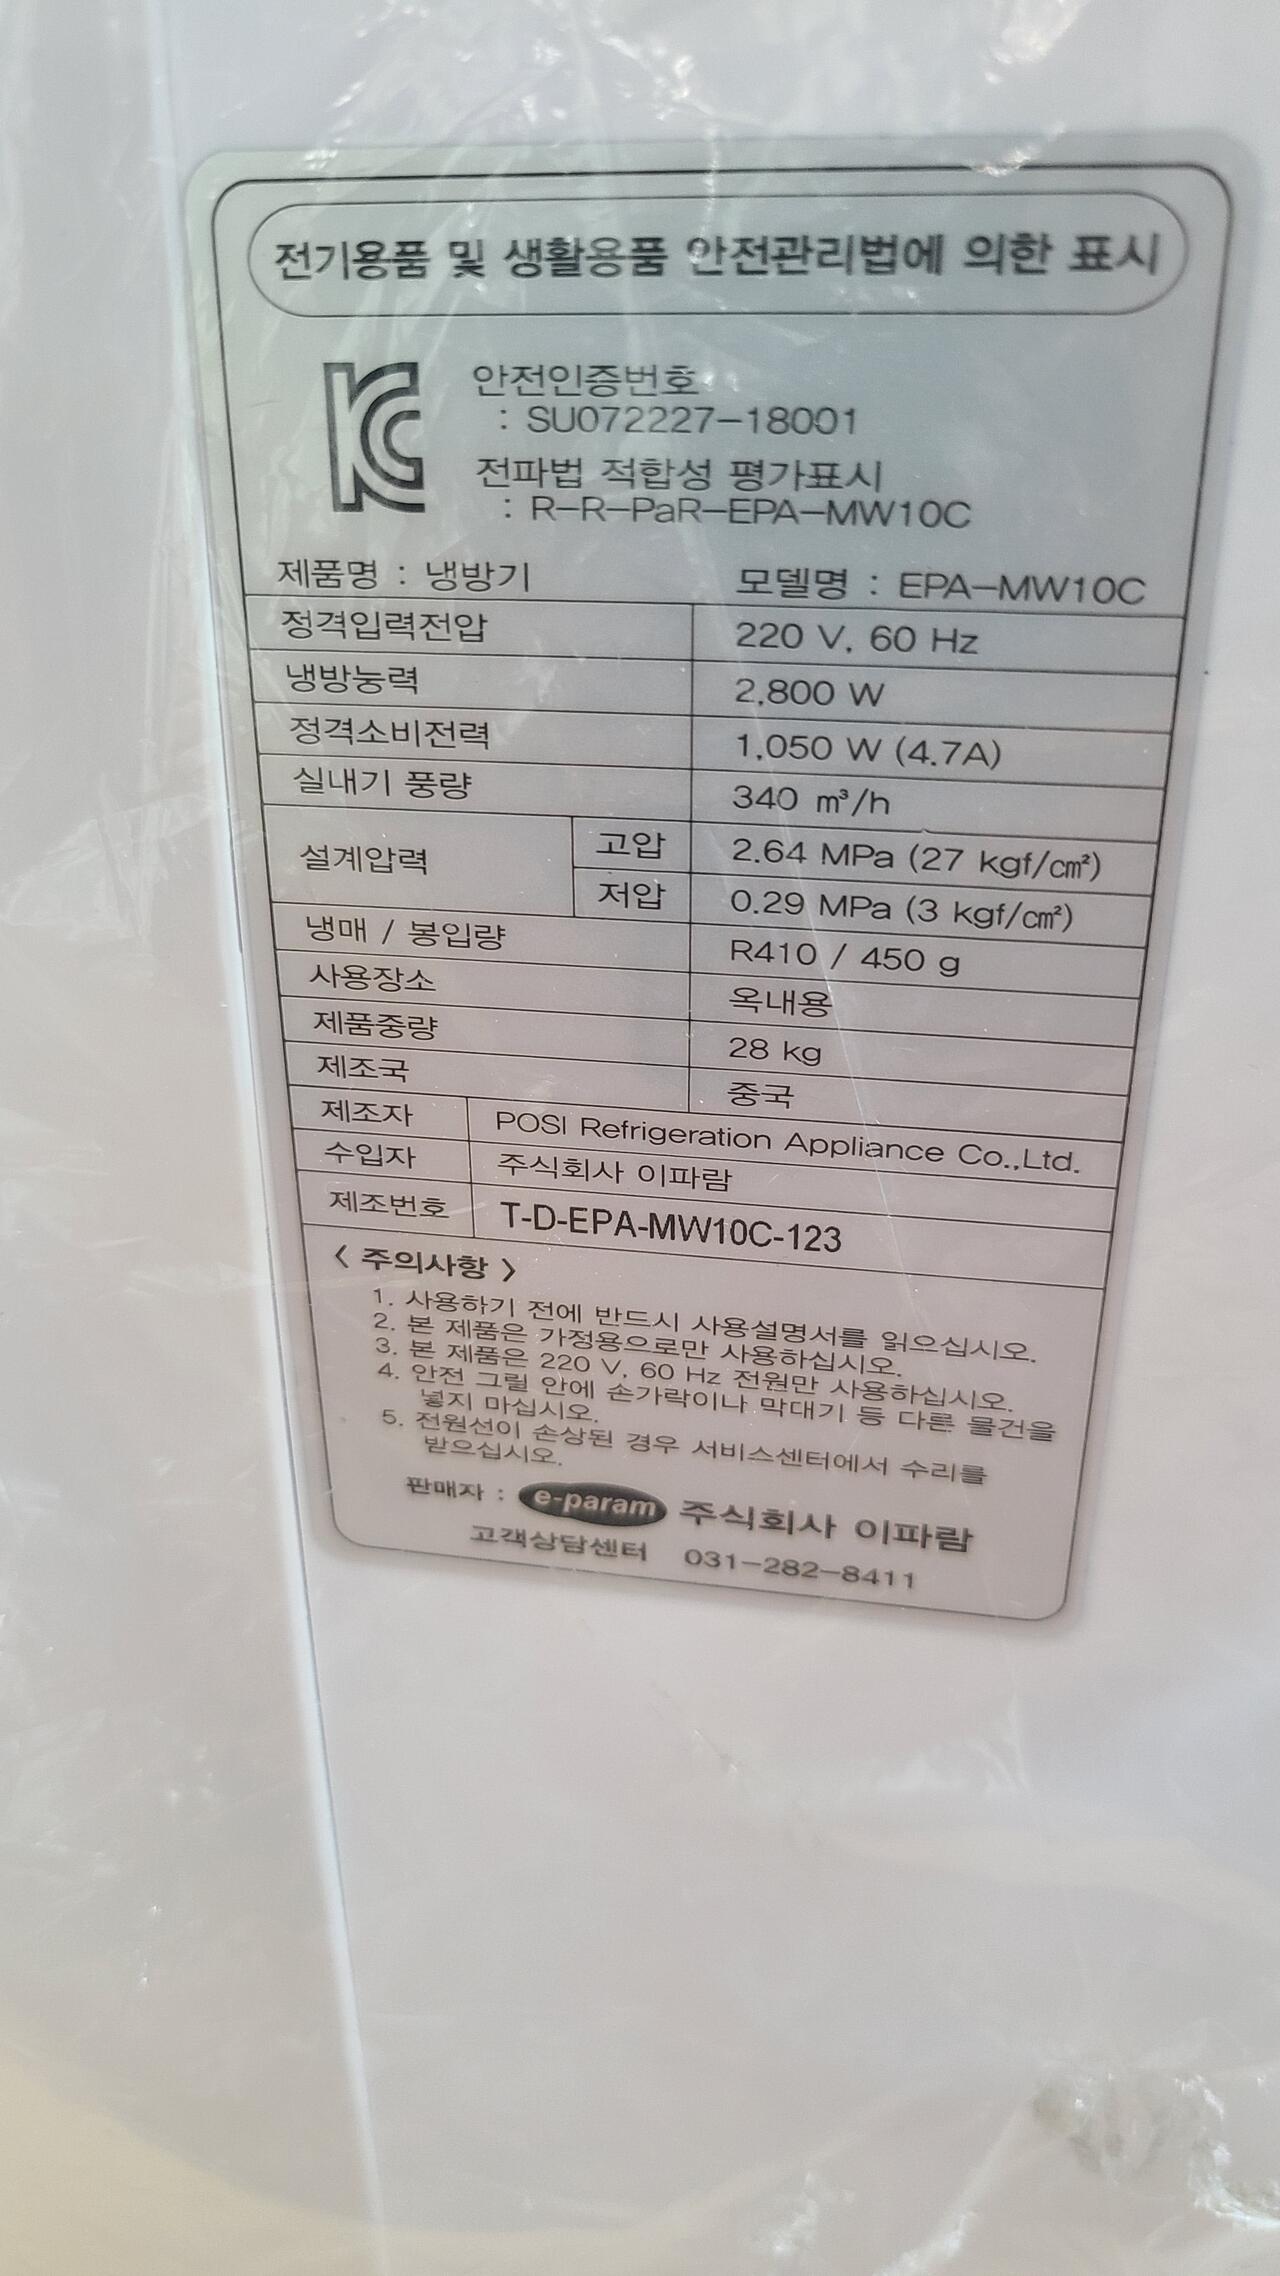 전기용품 및 생활용품 안전관리법에 의한 표시
안전인증번호
: SU072227-18001
전파법 적합성 평가표시
: R-R-PaR-EPA-MW10C
제품명 : 냉방기 모델명 : EPA-MW10C
정격입력전압 220 V, 60 Hz
냉방능력 2,800 W
정격소비전력 1,050 W (4.7A)
실내기 풍량 340 m³/h
설계압력 고압 2.64 MPa (27 kgf/cm²)
저압 0.29 MPa (3 kgf/cm²)
냉매 / 봉입량 R410 / 450 g
사용장소 옥내용
제품중량 28 kg
제조국 중국
제조자 POSI Refrigeration Appliance Co.,Ltd.
수입자 주식회사 이파람
제조번호 T-D-EPA-MW10C-123
< 주의사항 >
1. 사용하기 전에 반드시 사용설명서를 읽으십시오.
2. 본 제품은 가정용으로만 사용하십시오.
3. 본 제품은 220 V, 60 Hz 전원만 사용하십시오.
4. 안전 그릴 안에 손가락이나 막대기 등 다른 물건을
넣지 마십시오.
5. 전원선이 손상된 경우 서비스센터에서 수리를
받으십시오.
판매자 : e-param 주식회사 이파람
고객상담센터 031-282-8411